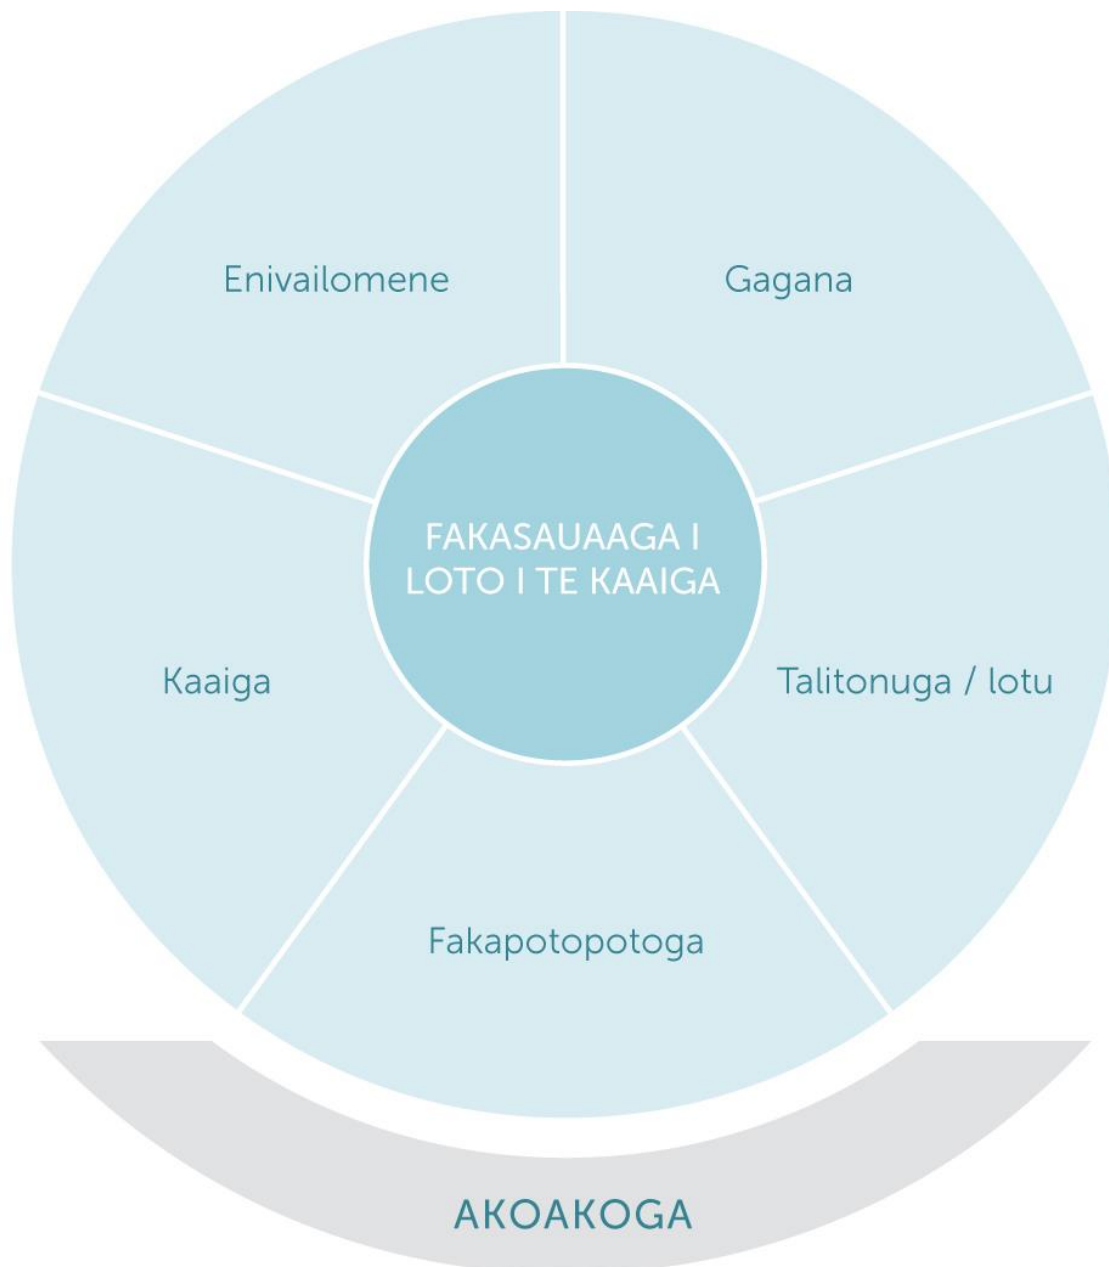 Enivailomene
Gagana
FAKASAUAAGA I
LOTO I TE KAAIGA
Kaaiga
Talitonuga / lotu
Fakapotopotoga
AKOAKOGA